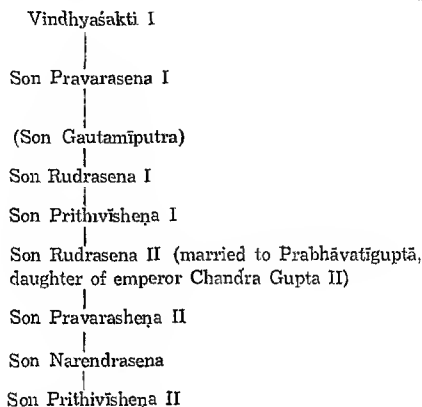 Vindhyaśakti I
Son Pravarasena I
(Son Gautamīputra)
Son Rudrasena I
Son Prithivīsheṇa I
Son Rudrasena II (married to Prabhāvatīguptā,
daughter of emperor Chandra Gupta II)
Son Pravarasheṇa II
Son Narendrasena
Son Prithivīsheṇa II